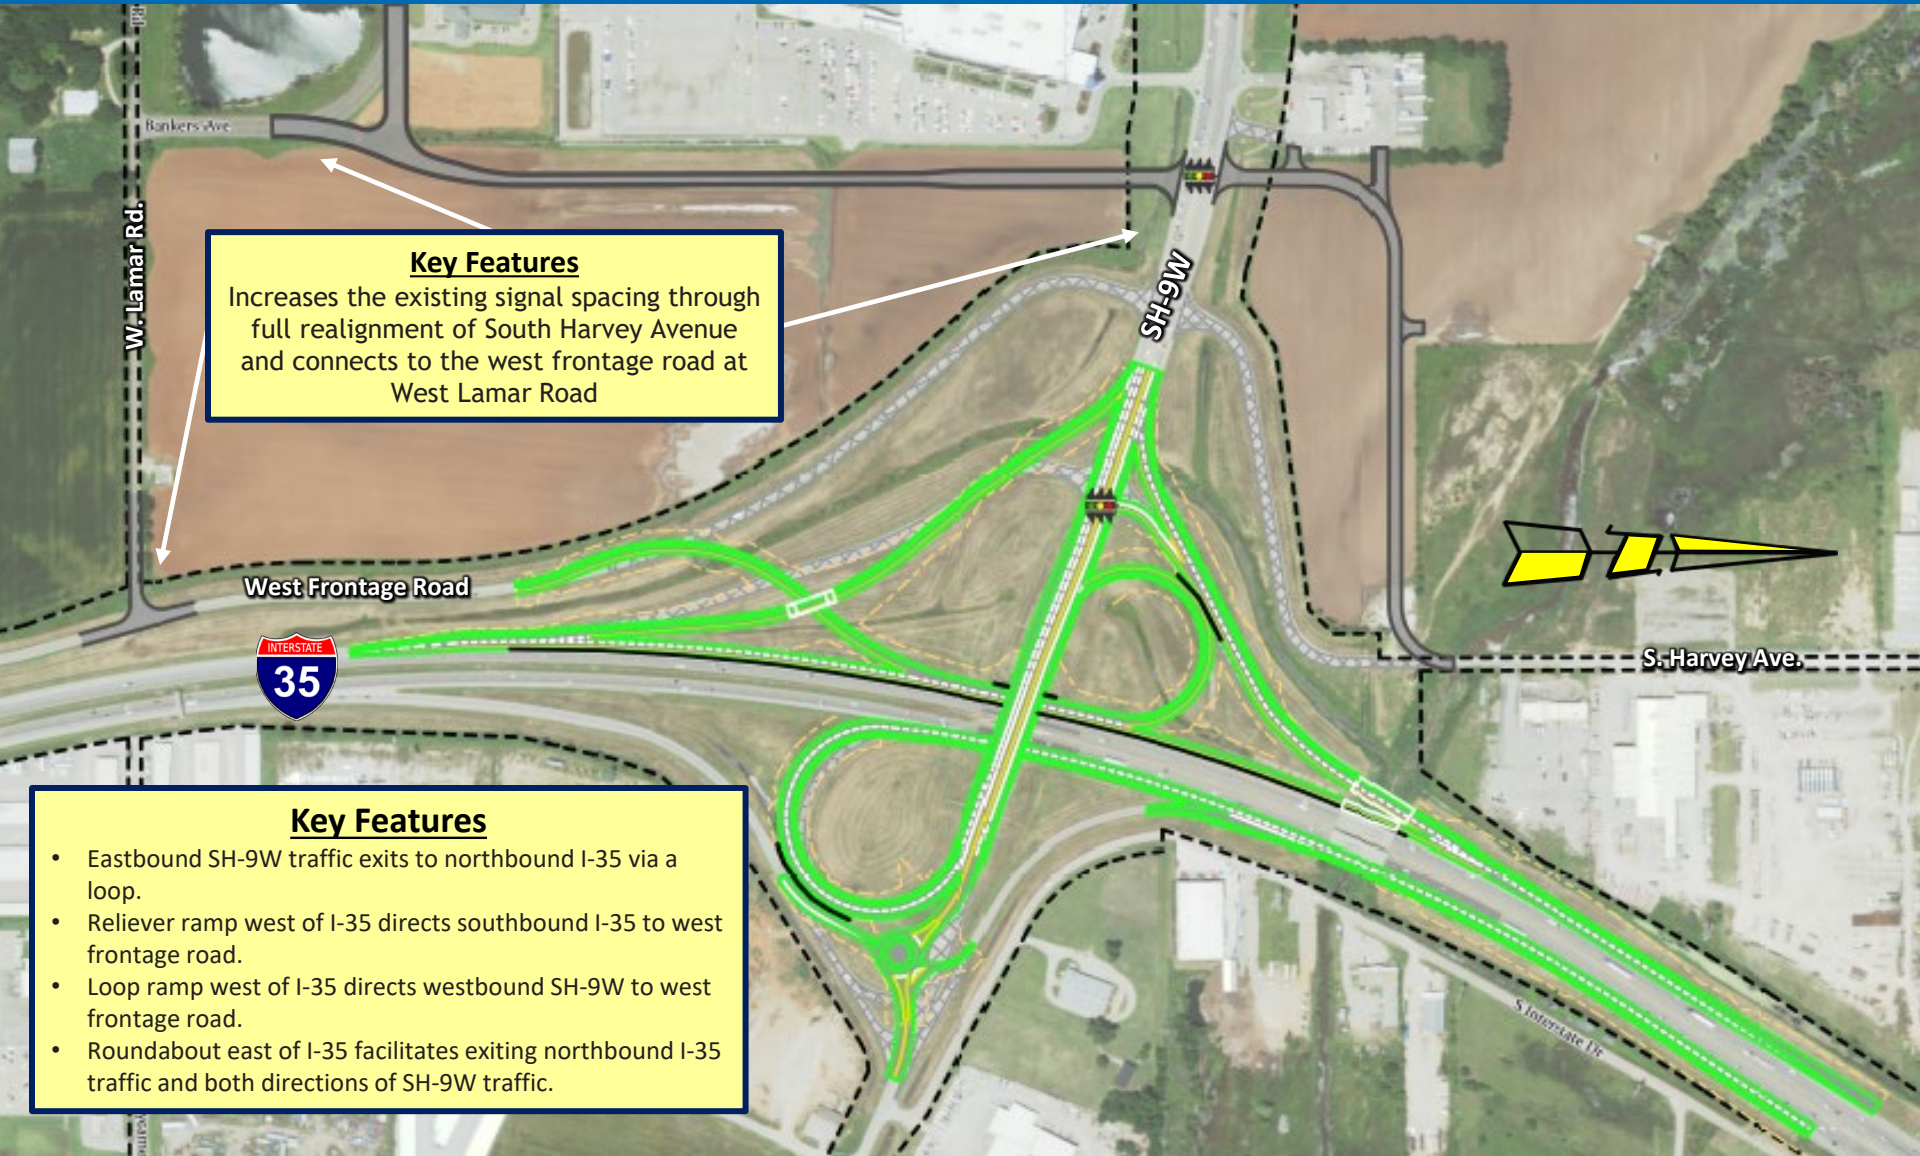 Bankers Ave
W. Lamar Rd.
Key Features
Increases the existing signal spacing through
full realignment of South Harvey Avenue
and connects to the west frontage road at
West Lamar Road
SH-9W
West Frontage Road
INTERSTATE
35
S. Harvey Ave.
Key Features
• Eastbound SH-9W traffic exits to northbound I-35 via a
loop.
• Reliever ramp west of I-35 directs southbound I-35 to west
frontage road.
• Loop ramp west of I-35 directs westbound SH-9W to west
frontage road.
• Roundabout east of I-35 facilitates exiting northbound I-35
traffic and both directions of SH-9W traffic.
S Interstate Dr